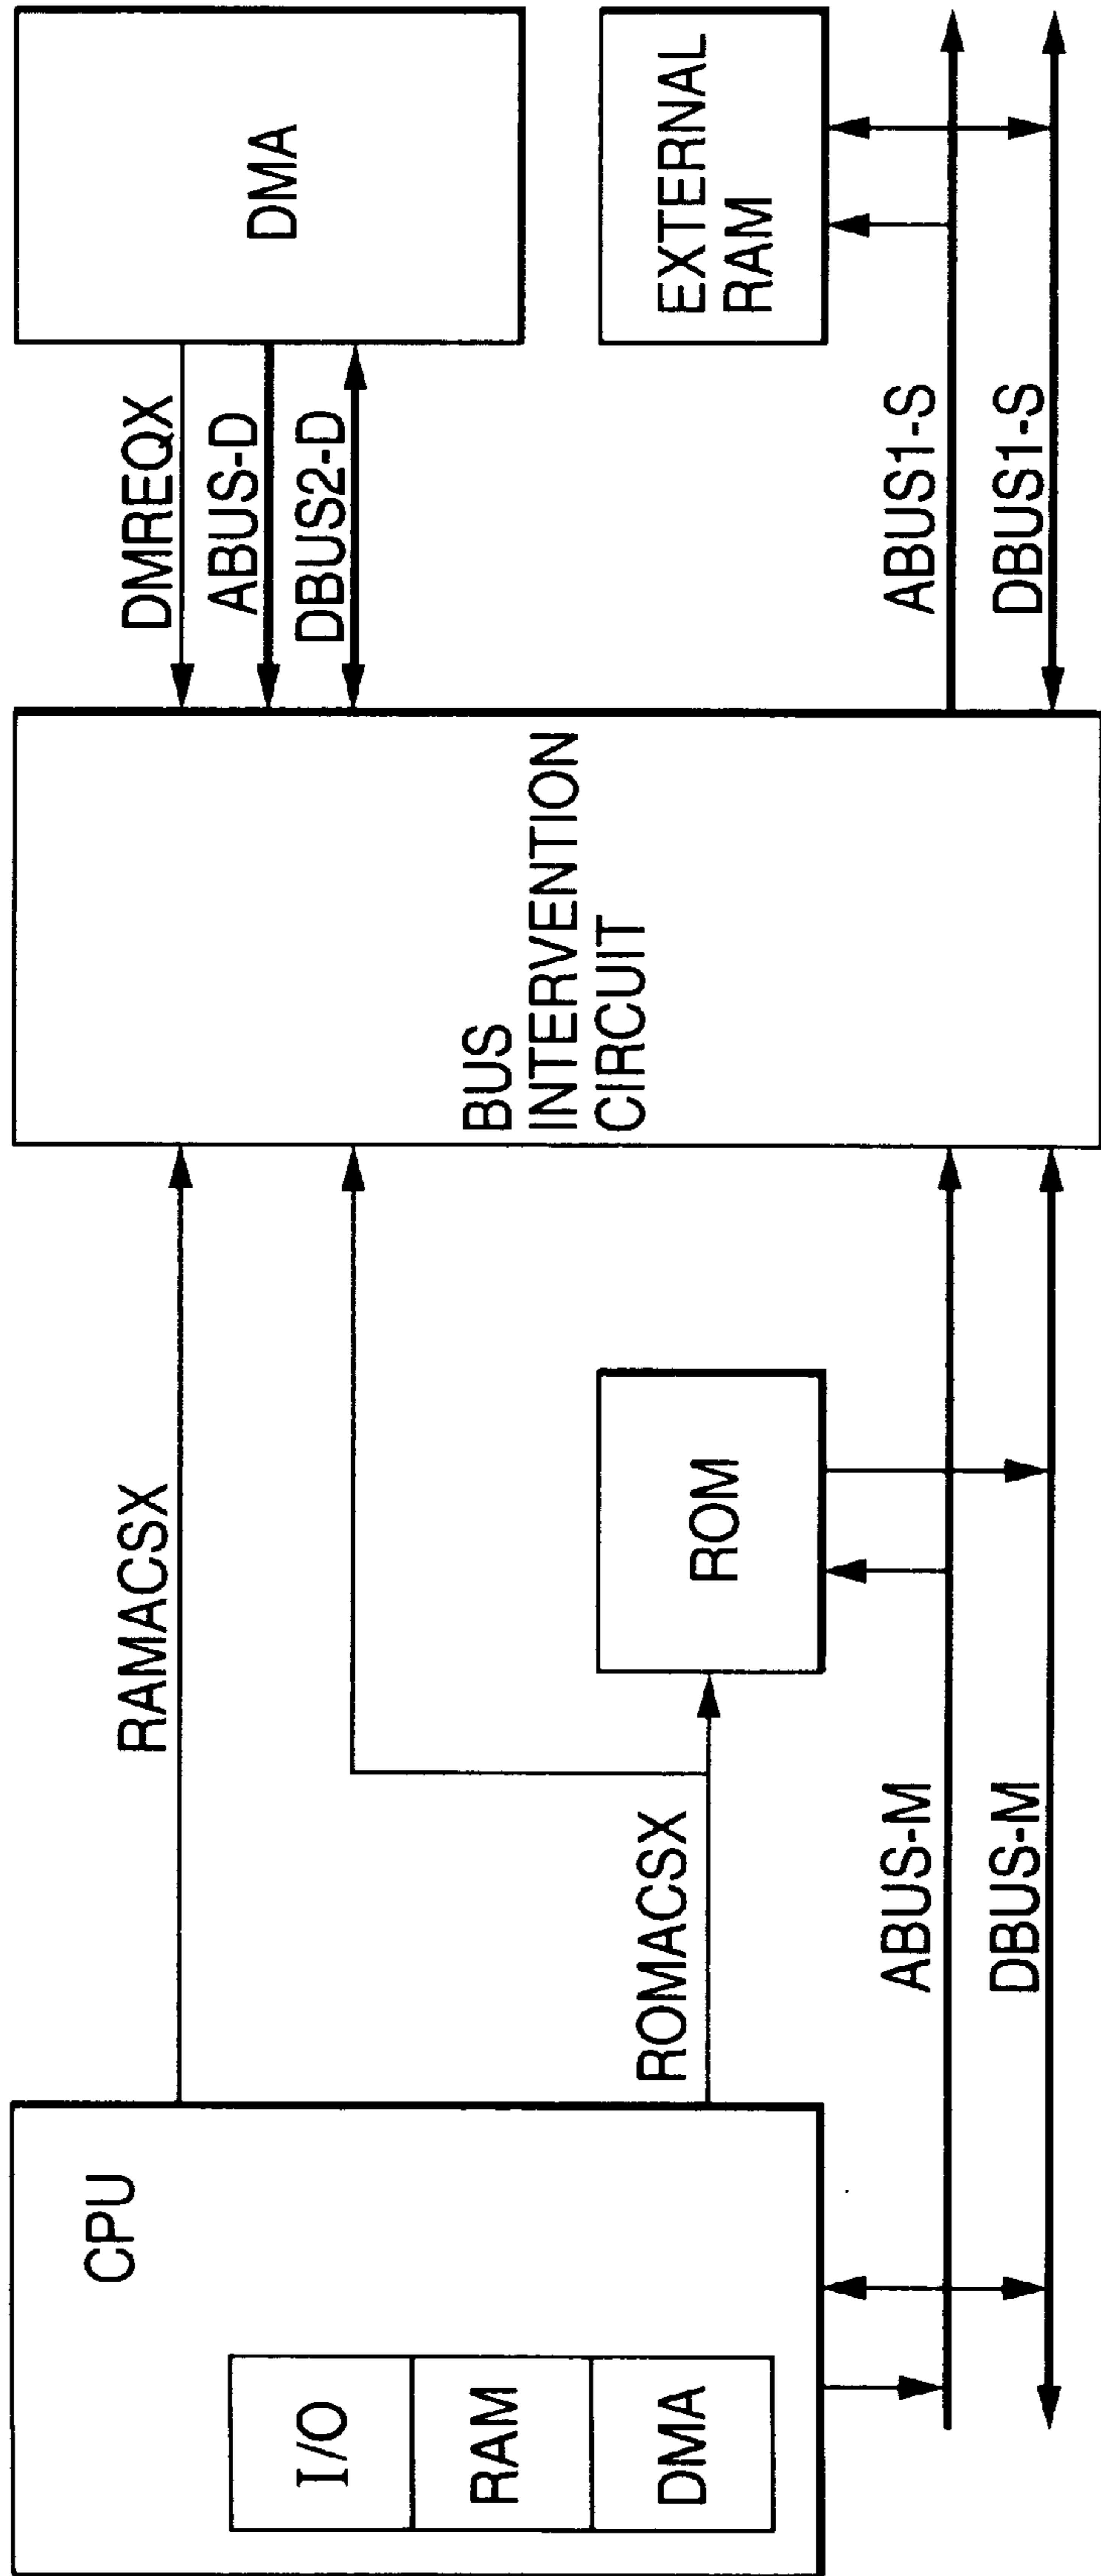 CPU
I/O
RAM
DMA
RAMACSX
ROMACSX
ROM
ABUS-M
DBUS-M
BUS
INTERVENTION
CIRCUIT
DMREQX
ABUS-D
DBUS2-D
DMA
EXTERNAL
RAM
ABUS1-S
DBUS1-S